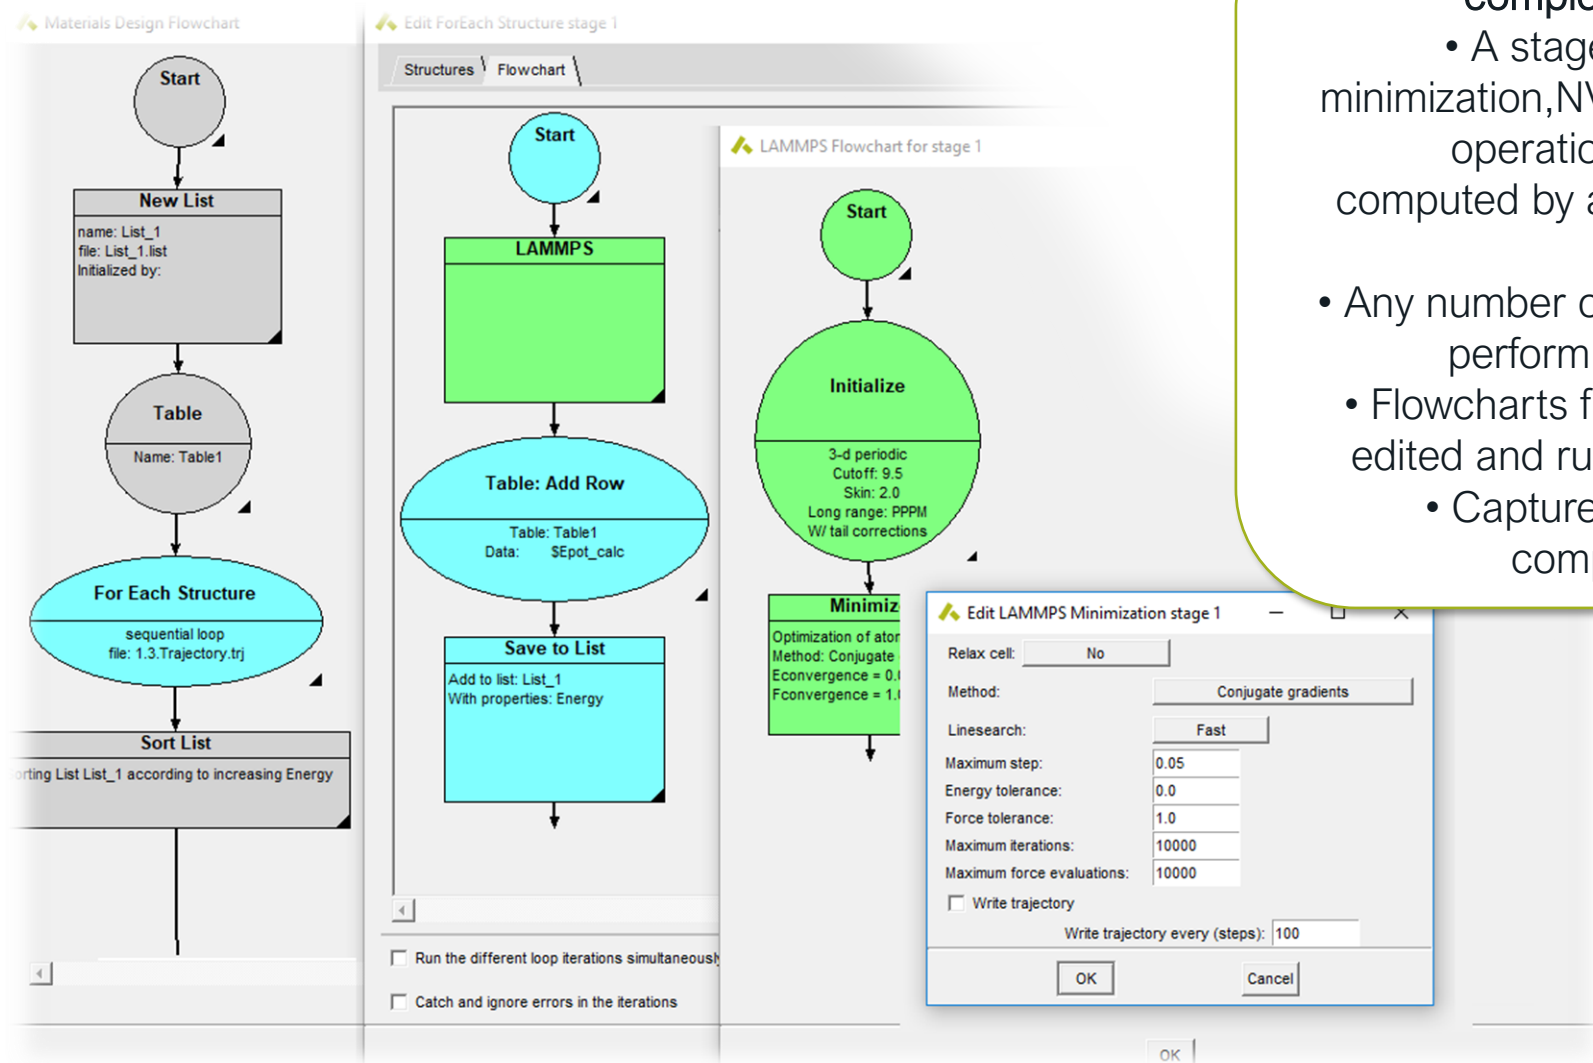 Materials Design Flowchart
Start
New List
name: List_1
file: List_1.list
Initialized by:
Table
Name: Table1
For Each Structure
sequential loop
file: 1.3.Trajectory.trj
Sort List
orting List List_1 according to increasing Energy
Edit ForEach Structure stage 1
Structures
Flowchart
Start
LAMMPS
Table: Add Row
Table: Table1
Data: $Epot_calc
Save to List
Add to list: List_1
With properties: Energy
Run the different loop iterations simultaneously
Catch and ignore errors in the iterations
LAMMPS Flowchart for stage 1
Start
Initialize
3-d periodic
Cutoff: 9.5
Skin: 2.0
Long range: PPPM
W/ tail corrections
Minimiz
Optimization of ator
Method: Conjugate
Econvergence = 0.
Fconvergence = 1.
Edit LAMMPS Minimization stage 1
Relax cell: No
Method: Conjugate gradients
Linesearch: Fast
Maximum step: 0.05
Energy tolerance: 0.0
Force tolerance: 1.0
Maximum iterations: 10000
Maximum force evaluations: 10000
Write trajectory
Write trajectory every (steps): 100
OK Cancel
OK
• A stage
minimization,NV
operatio
computed by a
• Any number o
perform
• Flowcharts f
edited and ru
• Capture
comp